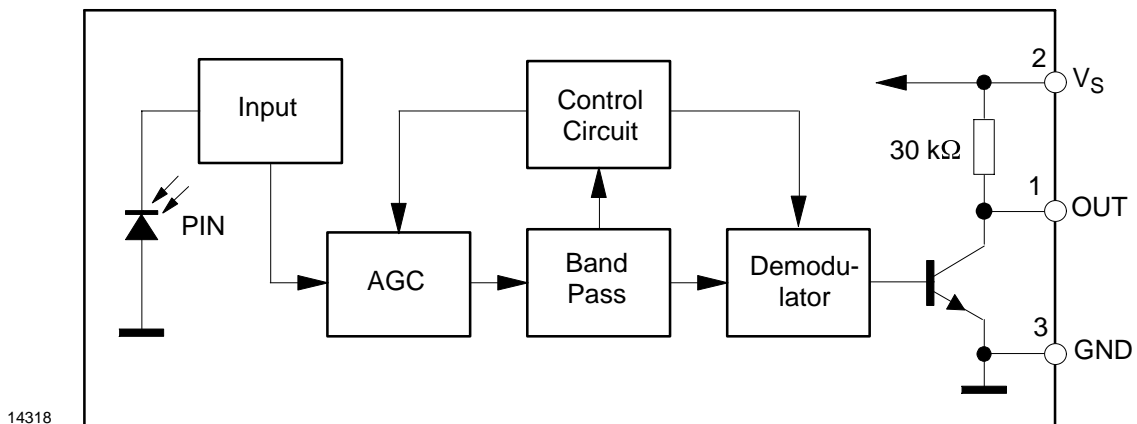 2
V_S
Input
Control
Circuit
30 kΩ
1
OUT
PIN
AGC
Band
Pass
Demodu-
lator
3
GND
14318